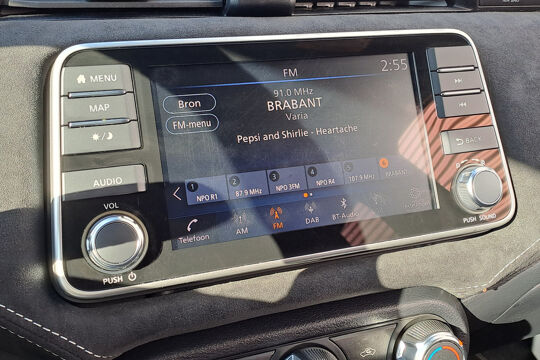 MENU
MAP
AUDIO
VOL
PUSH
FM
2:55
91.0 MHz
BRABANT
Varia
Bron
FM-menu
Pepsi and Shirlie - Heartache
1 2 3 4 5 6
NPO R1 87.9 MHz NPO 3FM NPO R4 107.9 MHz BRABANT
Telefoon AM FM DAB BT-Audio
BACK
PUSH SOUND